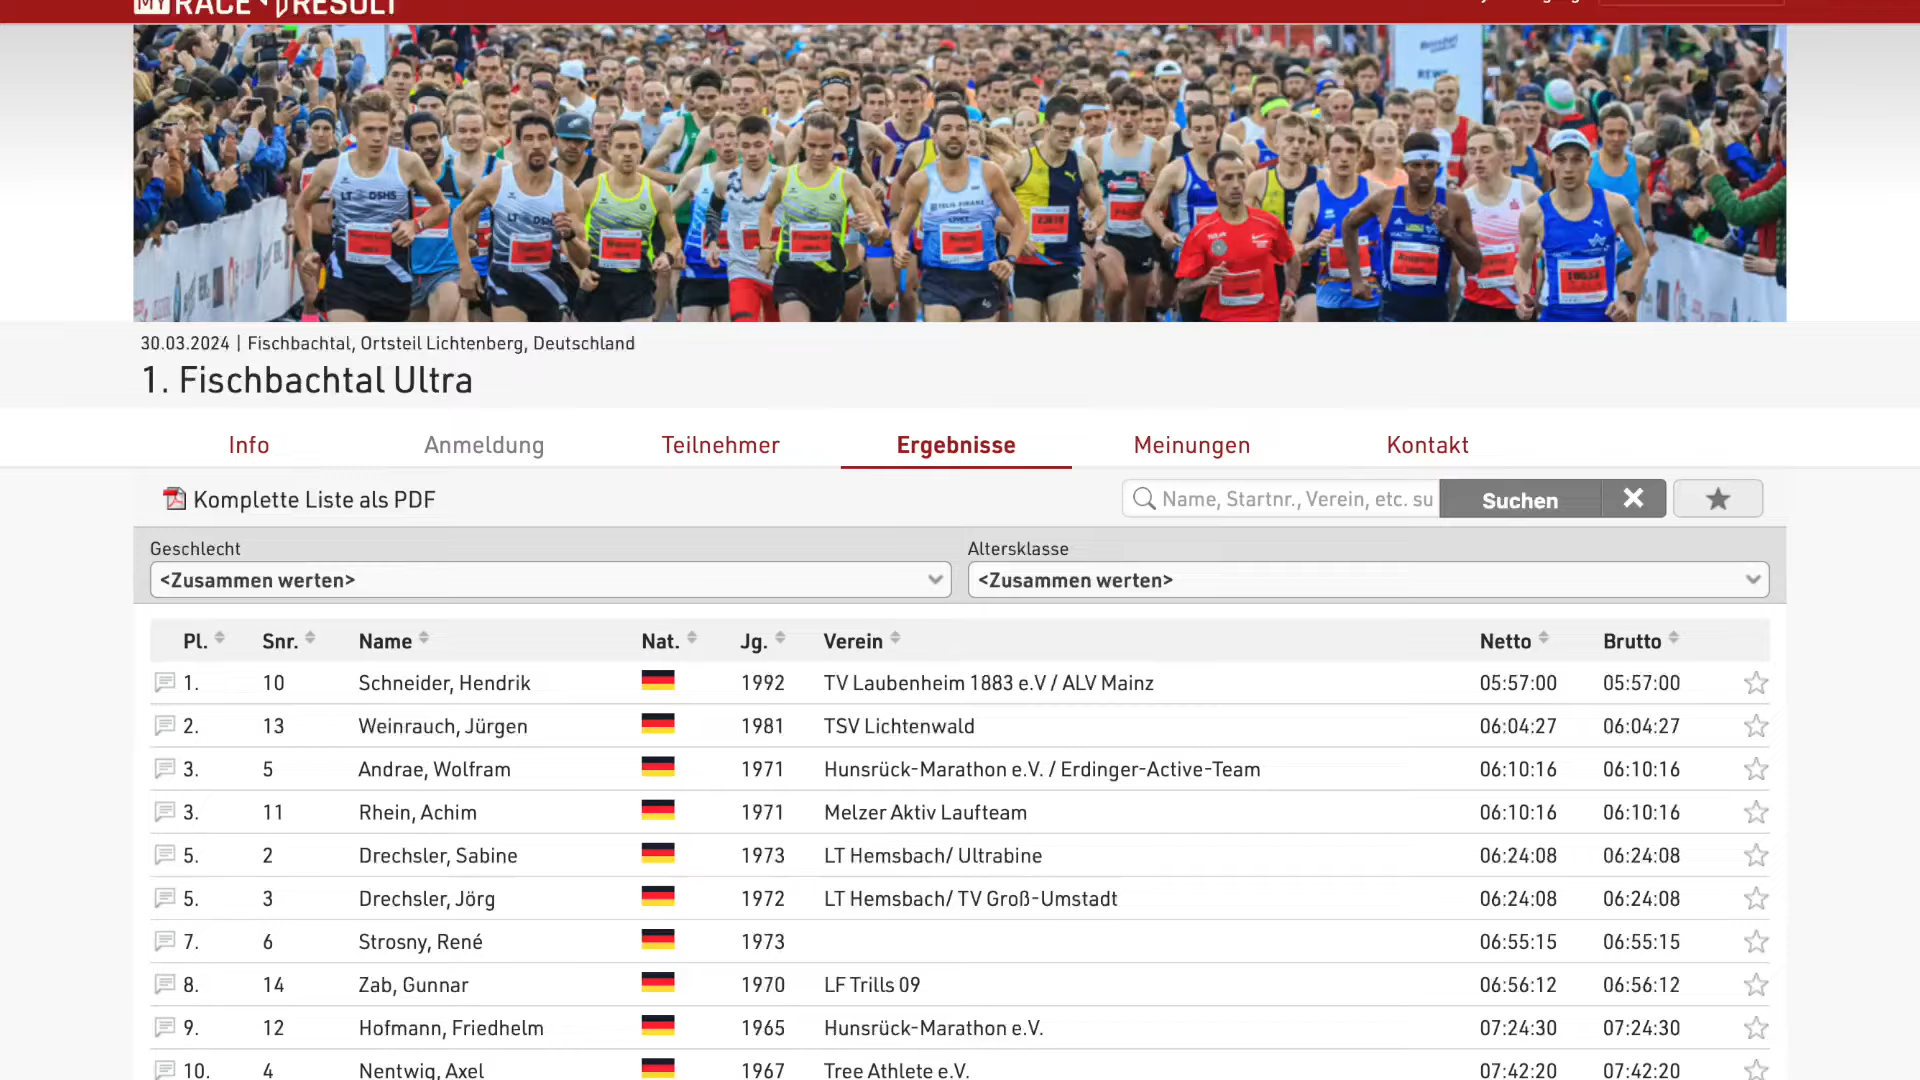 MY RACE RESULT
30.03.2024 | Fischbachtal, Ortsteil Lichtenberg, Deutschland
1. Fischbachtal Ultra
Info Anmeldung Teilnehmer Ergebnisse Meinungen Kontakt
Komplette Liste als PDF Name, Startnr., Verein, etc. su Suchen
Geschlecht Altersklasse
<Zusammen werten> <Zusammen werten>
Pl. Snr. Name Nat. Jg. Verein Netto Brutto
1. 10 Schneider, Hendrik 1992 TV Laubenheim 1883 e.V / ALV Mainz 05:57:00 05:57:00
2. 13 Weinrauch, Jürgen 1981 TSV Lichtenwald 06:04:27 06:04:27
3. 5 Andrae, Wolfram 1971 Hunsrück-Marathon e.V. / Erdinger-Active-Team 06:10:16 06:10:16
3. 11 Rhein, Achim 1971 Melzer Aktiv Laufteam 06:10:16 06:10:16
5. 2 Drechsler, Sabine 1973 LT Hemsbach/ Ultrabine 06:24:08 06:24:08
5. 3 Drechsler, Jörg 1972 LT Hemsbach/ TV Groß-Umstadt 06:24:08 06:24:08
7. 6 Strosny, René 1973 06:55:15 06:55:15
8. 14 Zab, Gunnar 1970 LF Trills 09 06:56:12 06:56:12
9. 12 Hofmann, Friedhelm 1965 Hunsrück-Marathon e.V. 07:24:30 07:24:30
10. 4 Nentwig, Axel 1967 Tree Athlete e.V. 07:42:20 07:42:20